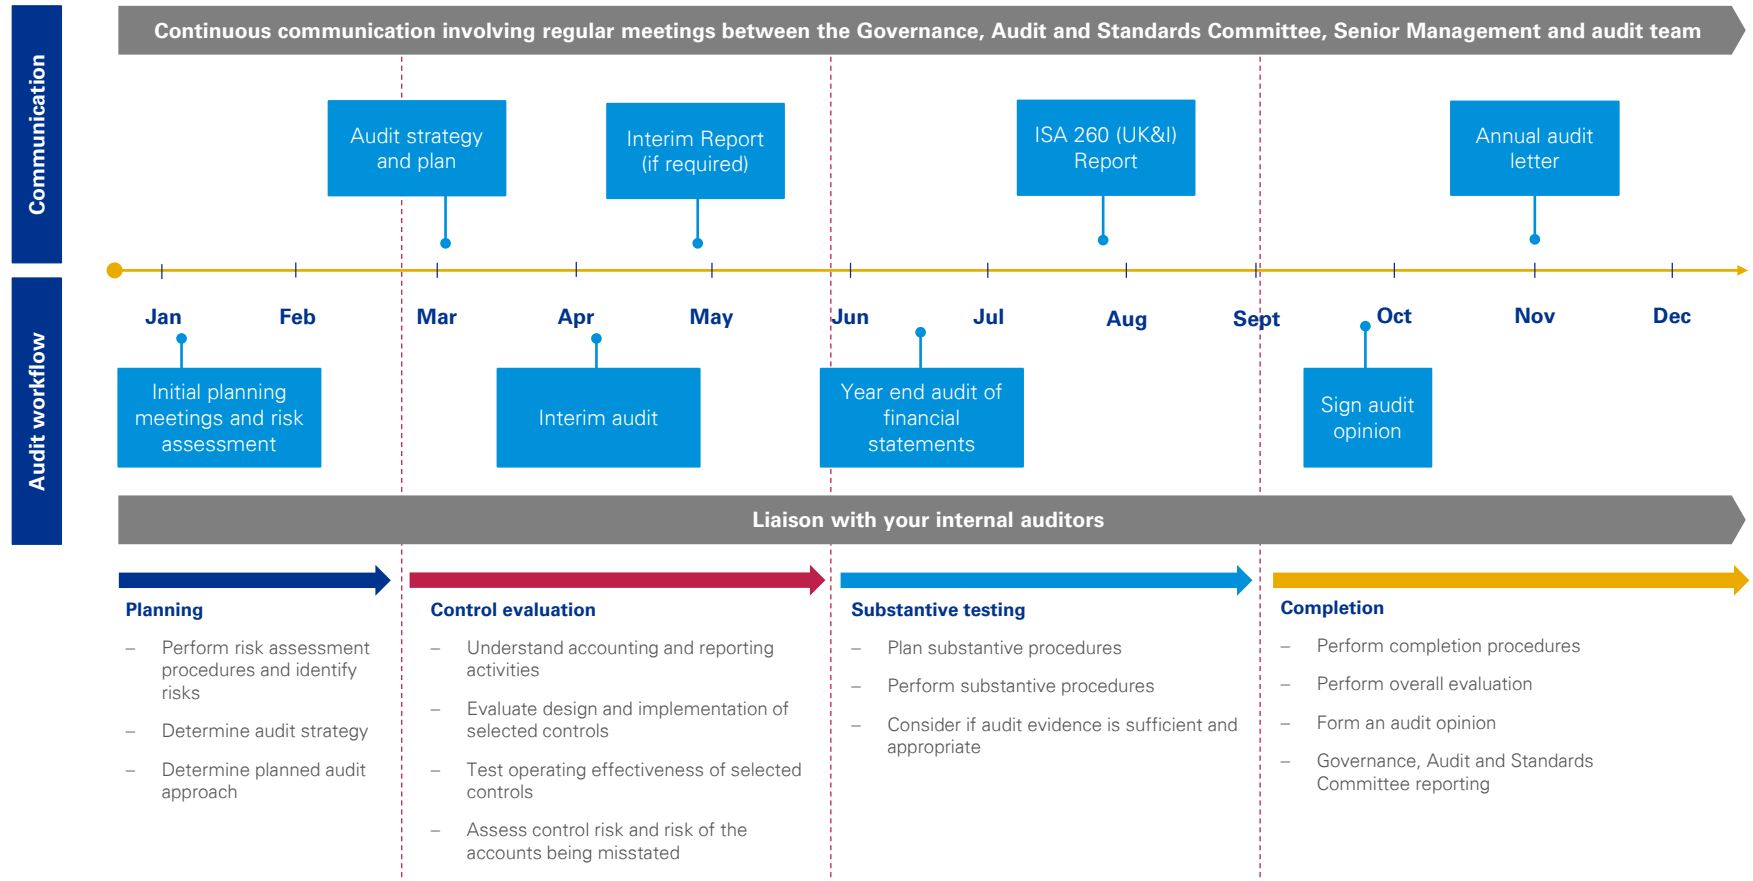 Continuous communication involving regular meetings between the Governance, Audit and Standards Committee, Senior Management and audit team
Communication
Audit strategy
and plan
Interim Report
(if required)
ISA 260 (UK&I)
Report
Annual audit
letter
Jan Feb Mar Apr May Jun Jul Aug Sept Oct Nov Dec
Audit workflow
Initial planning
meetings and risk
assessment
Interim audit
Year end audit of
financial
statements
Sign audit
opinion
Liaison with your internal auditors
Planning
– Perform risk assessment
procedures and identify
risks
– Determine audit strategy
– Determine planned audit
approach
Control evaluation
– Understand accounting and reporting
activities
– Evaluate design and implementation of
selected controls
– Test operating effectiveness of selected
controls
– Assess control risk and risk of the
accounts being misstated
Substantive testing
– Plan substantive procedures
– Perform substantive procedures
– Consider if audit evidence is sufficient and
appropriate
Completion
– Perform completion procedures
– Perform overall evaluation
– Form an audit opinion
– Governance, Audit and Standards
Committee reporting